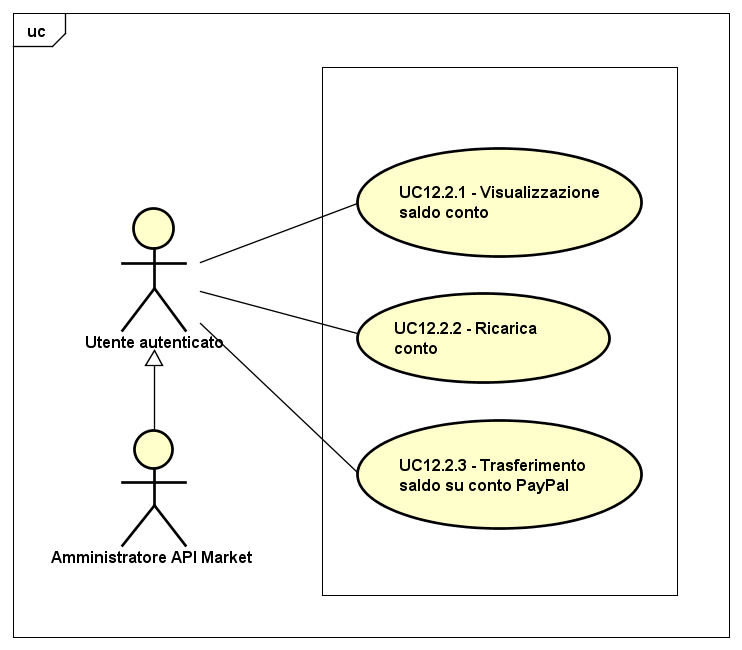 uc
UC12.2.1 - Visualizzazione
saldo conto
UC12.2.2 - Ricarica
conto
Utente autenticato
UC12.2.3 - Trasferimento
saldo su conto PayPal
Amministratore API Market